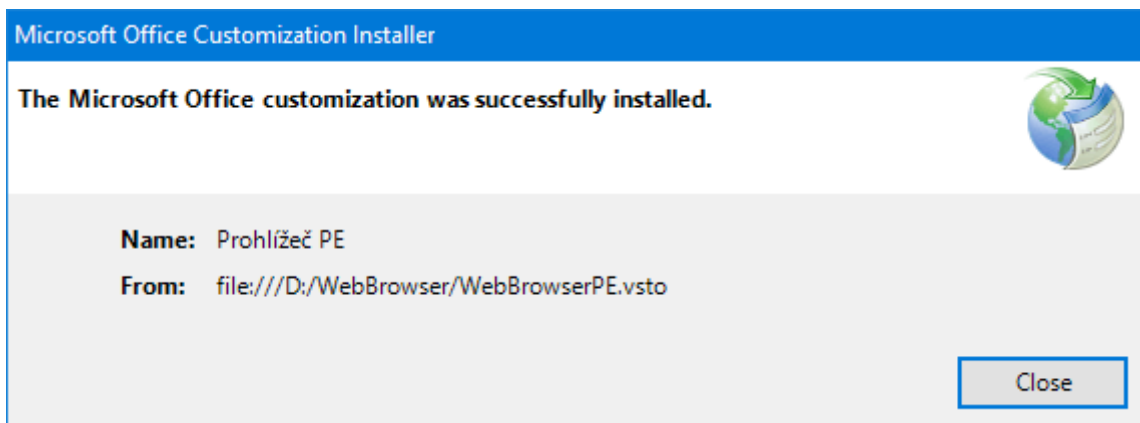 Microsoft Office Customization Installer
The Microsoft Office customization was successfully installed.
Name: Prohlížeč PE
From: file:///D:/WebBrowser/WebBrowserPE.vsto
Close